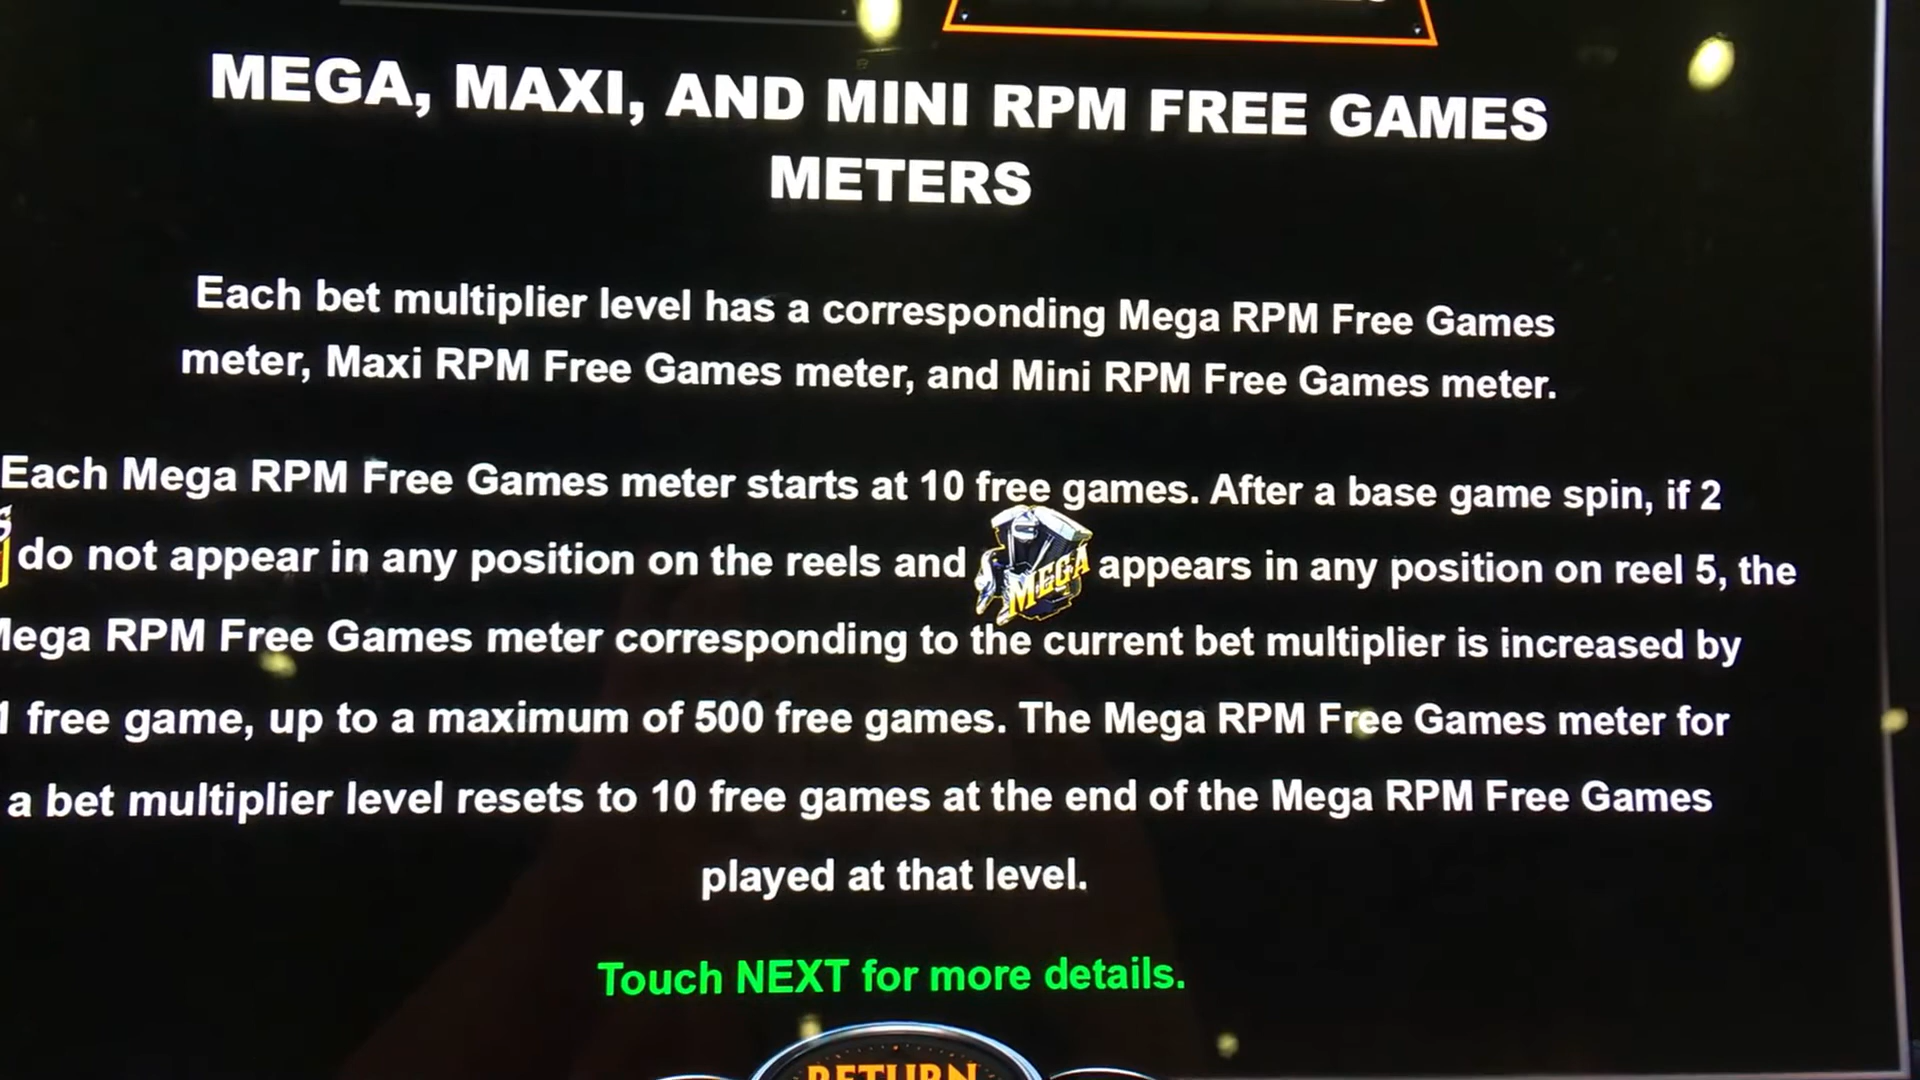 MEGA, MAXI, AND MINI RPM FREE GAMES
METERS
Each bet multiplier level has a corresponding Mega RPM Free Games
meter, Maxi RPM Free Games meter, and Mini RPM Free Games meter.
Each Mega RPM Free Games meter starts at 10 free games. After a base game spin, if 2
do not appear in any position on the reels and MEGA appears in any position on reel 5, the
Mega RPM Free Games meter corresponding to the current bet multiplier is increased by
1 free game, up to a maximum of 500 free games. The Mega RPM Free Games meter for
a bet multiplier level resets to 10 free games at the end of the Mega RPM Free Games
played at that level.
Touch NEXT for more details.
RETURN